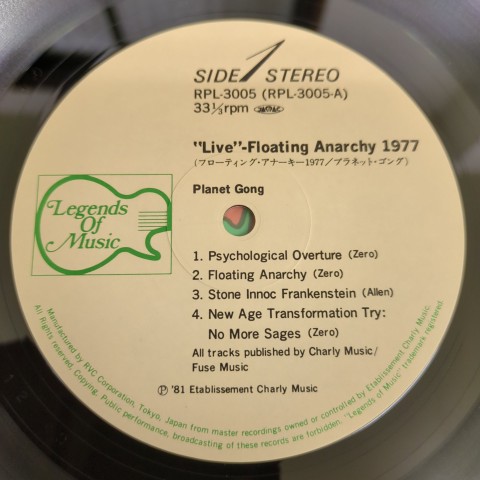 SIDE 1 STEREO
RPL-3005 (RPL-3005-A)
33⅓rpm
"Live"-Floating Anarchy 1977
(フローティング・アナーキー1977/プラネット・ゴング)
Planet Gong
Legends
Of
Music
1. Psychological Overture (Zero)
2. Floating Anarchy (Zero)
3. Stone Innoc Frankenstein (Allen)
4. New Age Transformation Try:
No More Sages (Zero)
All tracks published by Charly Music/
Fuse Music
Ⓟ '81 Etablissement Charly Music
Manufactured by RVC Corporation, Tokyo, Japan from master recordings owned or controlled by Etablissement Charly Music.
All rights reserved. Copying, Public performance, broadcasting of these records are forbidden. "Legends of Music" trademark registered.